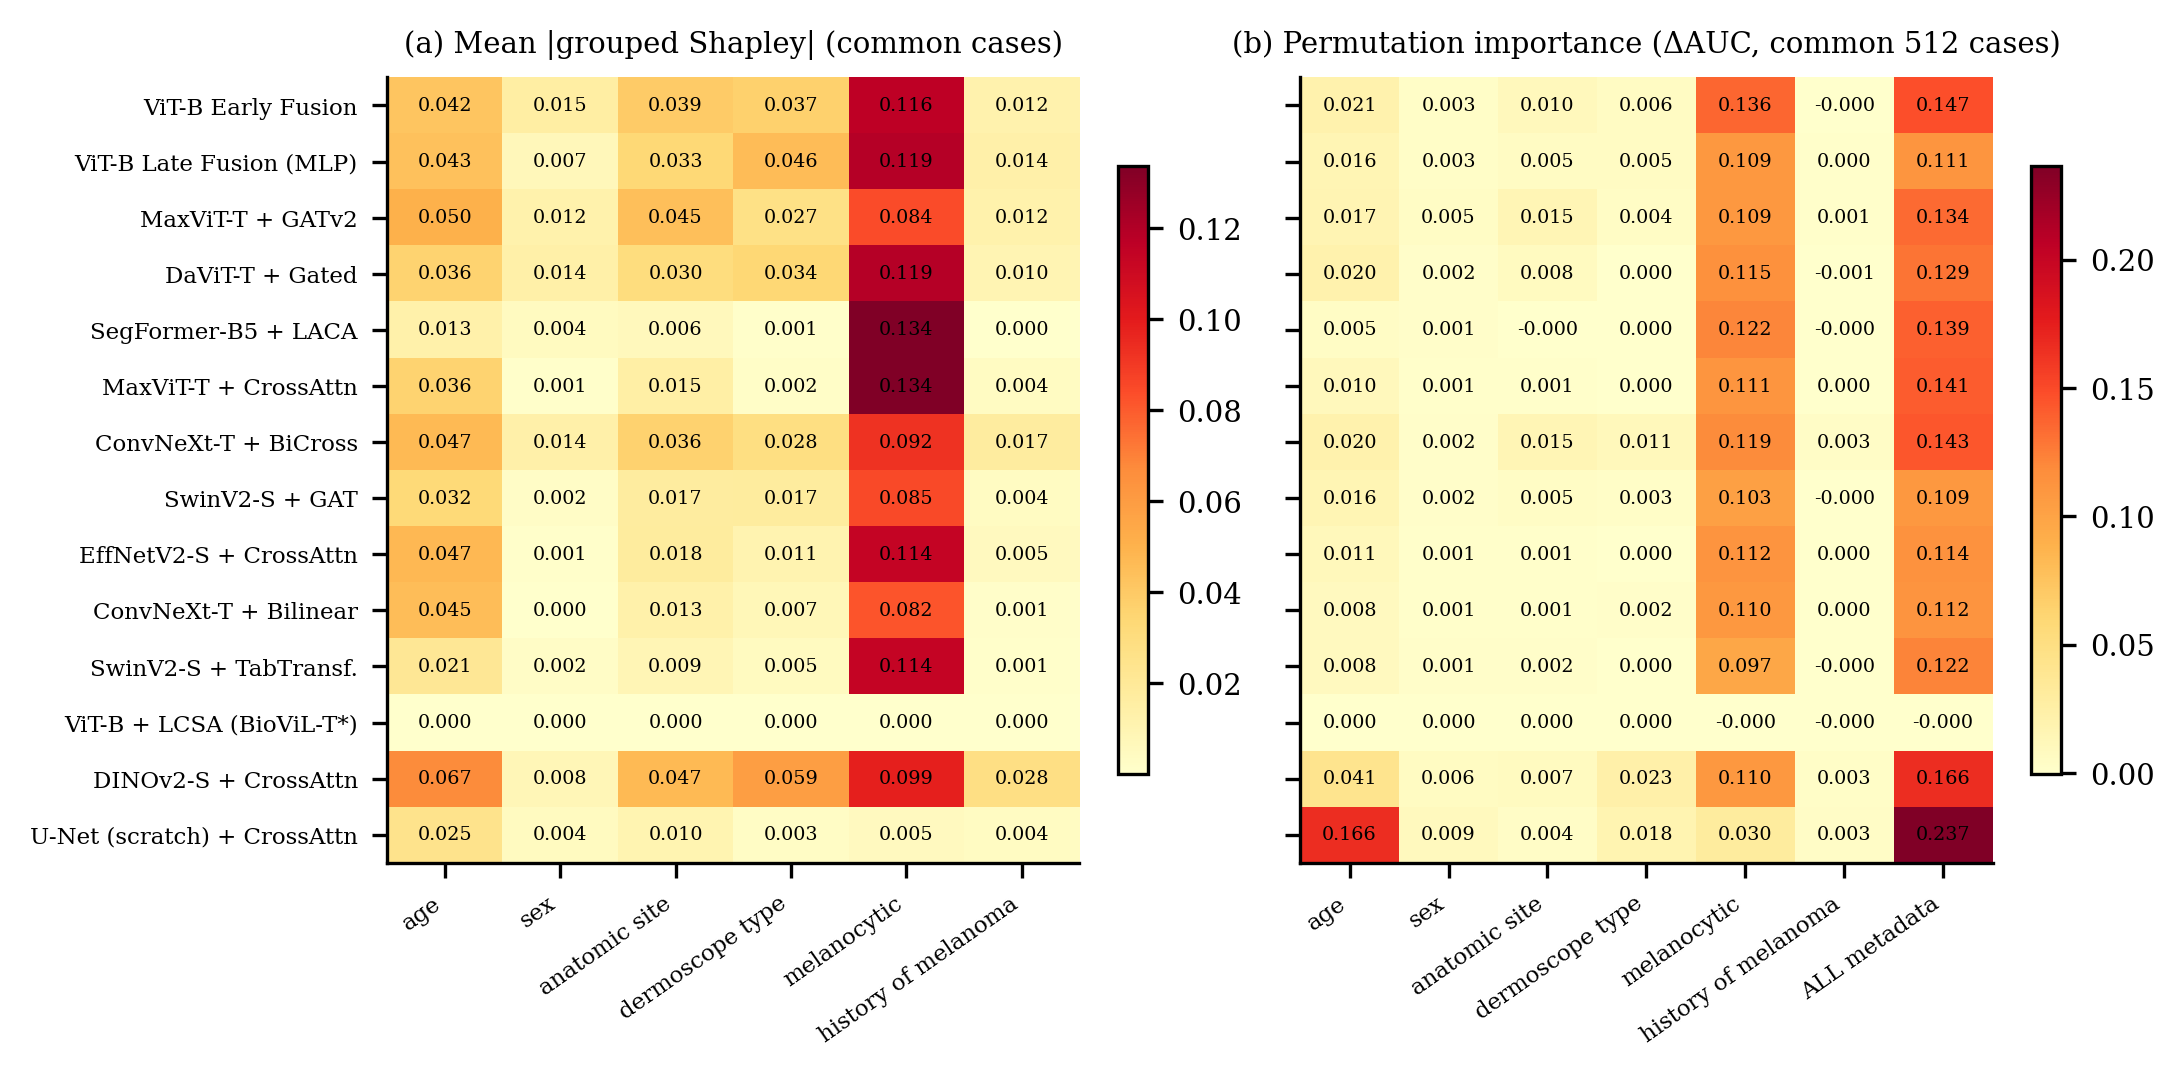 (a) Mean |grouped Shapley| (common cases)
(b) Permutation importance (ΔAUC, common 512 cases)
ViT-B Early Fusion 0.042 0.015 0.039 0.037 0.116 0.012 0.021 0.003 0.010 0.006 0.136 -0.000 0.147
ViT-B Late Fusion (MLP) 0.043 0.007 0.033 0.046 0.119 0.014 0.016 0.003 0.005 0.005 0.109 0.000 0.111
MaxViT-T + GATv2 0.050 0.012 0.045 0.027 0.084 0.012 0.017 0.005 0.015 0.004 0.109 0.001 0.134
DaViT-T + Gated 0.036 0.014 0.030 0.034 0.119 0.010 0.020 0.002 0.008 0.000 0.115 -0.001 0.129
SegFormer-B5 + LACA 0.013 0.004 0.006 0.001 0.134 0.000 0.005 0.001 -0.000 0.000 0.122 -0.000 0.139
MaxViT-T + CrossAttn 0.036 0.001 0.015 0.002 0.134 0.004 0.010 0.001 0.001 0.000 0.111 0.000 0.141
ConvNeXt-T + BiCross 0.047 0.014 0.036 0.028 0.092 0.017 0.020 0.002 0.015 0.011 0.119 0.003 0.143
SwinV2-S + GAT 0.032 0.002 0.017 0.017 0.085 0.004 0.016 0.002 0.005 0.003 0.103 -0.000 0.109
EffNetV2-S + CrossAttn 0.047 0.001 0.018 0.011 0.114 0.005 0.011 0.001 0.001 0.000 0.112 0.000 0.114
ConvNeXt-T + Bilinear 0.045 0.000 0.013 0.007 0.082 0.001 0.008 0.001 0.001 0.002 0.110 0.000 0.112
SwinV2-S + TabTransf. 0.021 0.002 0.009 0.005 0.114 0.001 0.008 0.001 0.002 0.000 0.097 -0.000 0.122
ViT-B + LCSA (BioViL-T*) 0.000 0.000 0.000 0.000 0.000 0.000 0.000 0.000 0.000 0.000 -0.000 -0.000 -0.000
DINOv2-S + CrossAttn 0.067 0.008 0.047 0.059 0.099 0.028 0.041 0.006 0.007 0.023 0.110 0.003 0.166
U-Net (scratch) + CrossAttn 0.025 0.004 0.010 0.003 0.005 0.004 0.166 0.009 0.004 0.018 0.030 0.003 0.237
0.12
0.10
0.08
0.06
0.04
0.02
0.20
0.15
0.10
0.05
0.00
age
sex
anatomic site
dermoscope type
melanocytic
history of melanoma
age
sex
anatomic site
dermoscope type
melanocytic
history of melanoma
ALL metadata